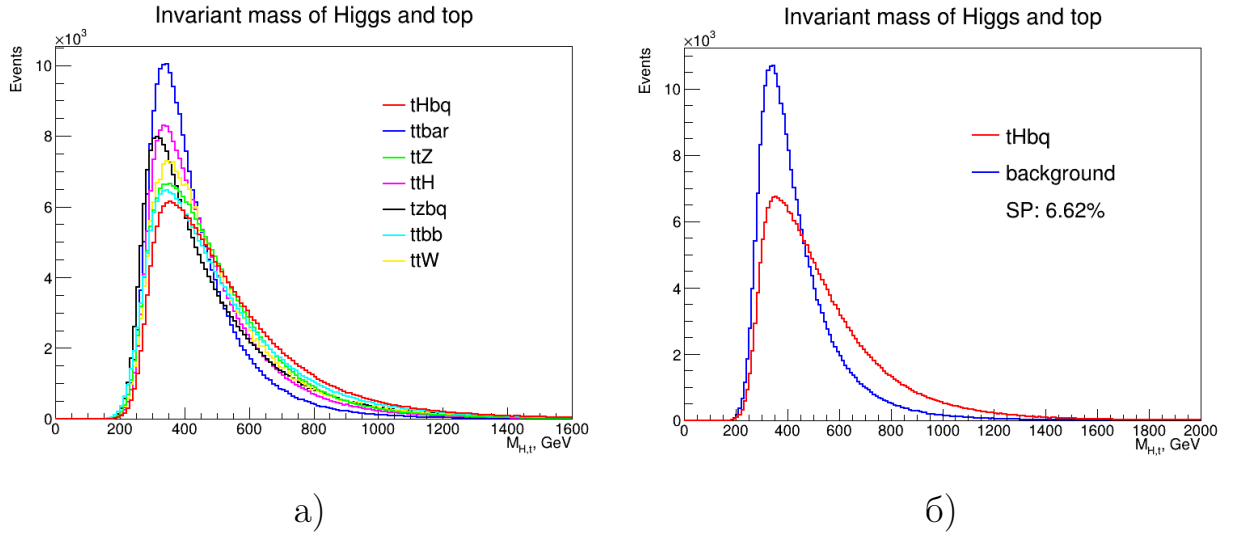 Invariant mass of Higgs and top
×10³
Events
10
8
6
4
2
0
tHbq
ttbar
ttZ
ttH
tzbq
ttbb
ttW
0 200 400 600 800 1000 1200 1400 1600
M_{H,t}, GeV
а)
Invariant mass of Higgs and top
×10³
Events
10
8
6
4
2
0
tHbq
background
SP: 6.62%
0 200 400 600 800 1000 1200 1400 1600 1800 2000
M_{H,t}, GeV
б)